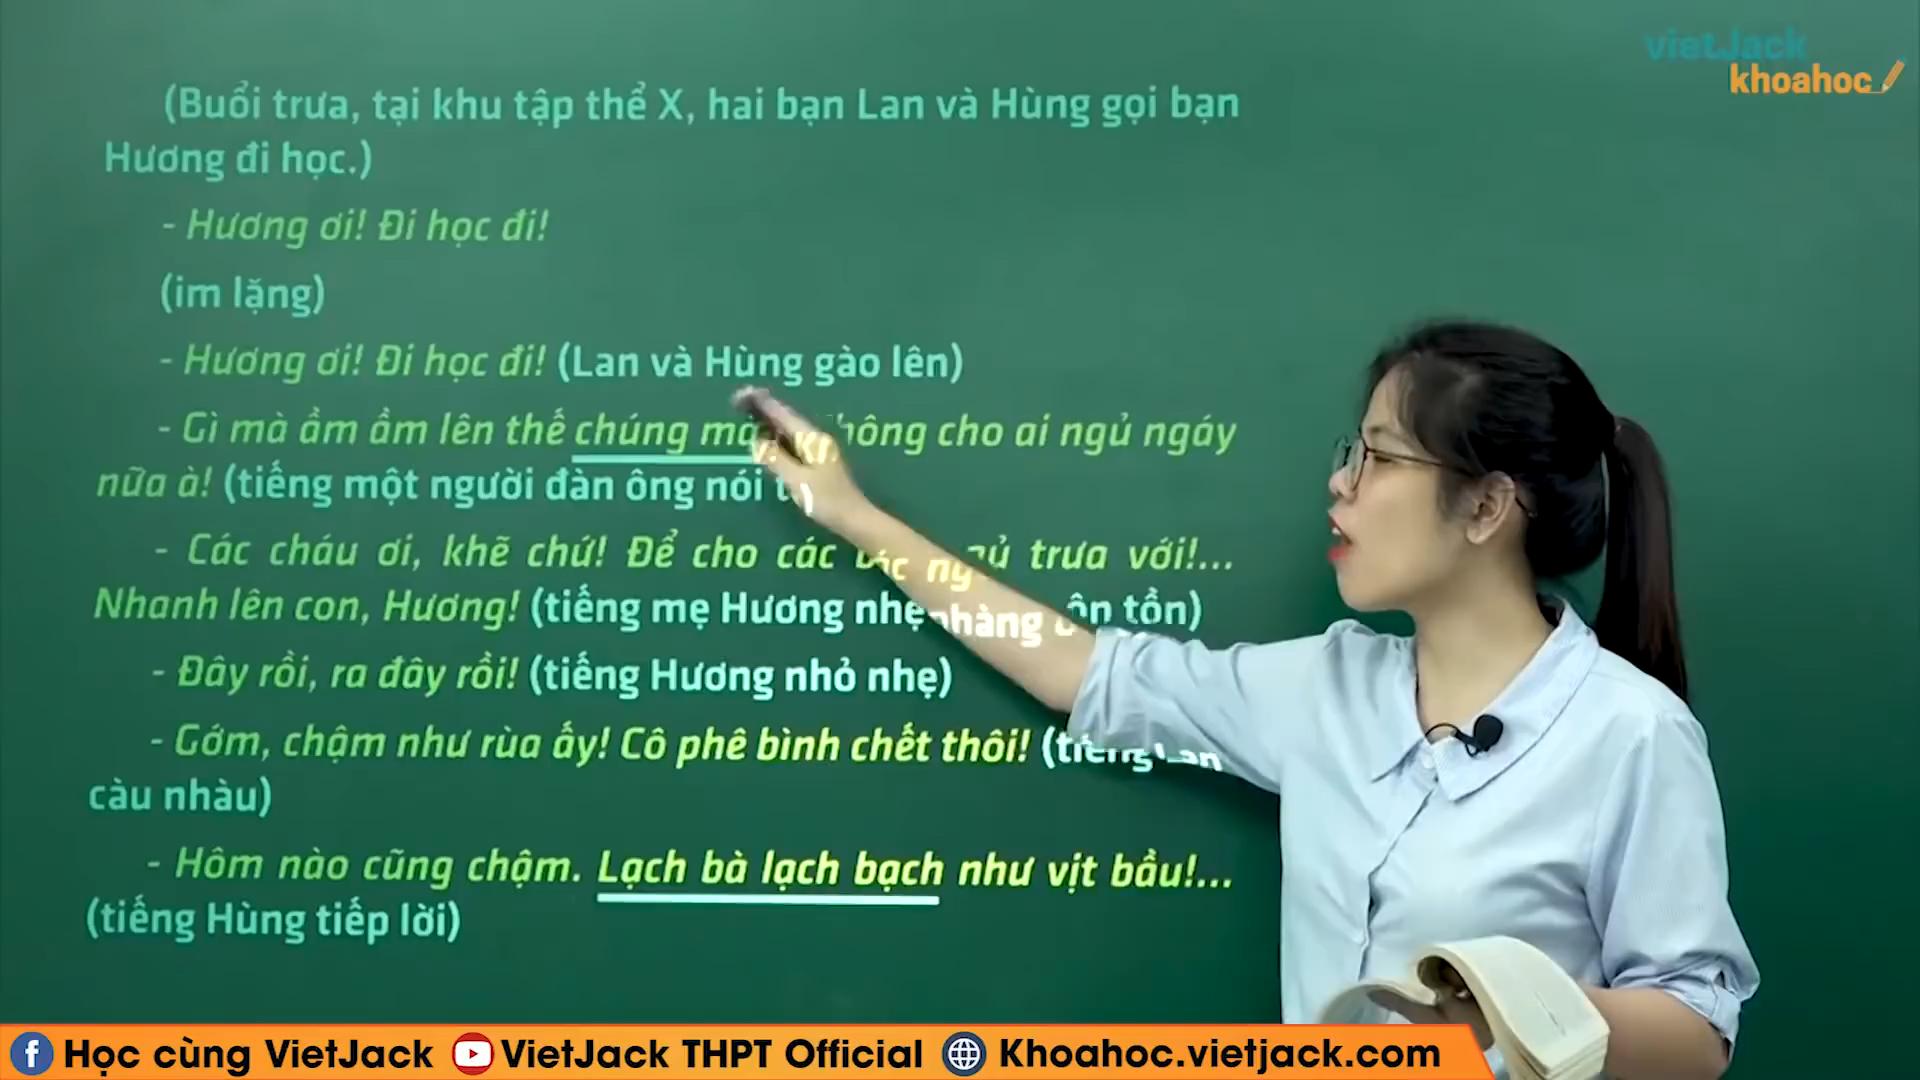 vietJack
khoahoc
(Buổi trưa, tại khu tập thể X, hai bạn Lan và Hùng gọi bạn
Hương đi học.)
- Hương ơi! Đi học đi!
(im lặng)
- Hương ơi! Đi học đi! (Lan và Hùng gào lên)
- Gì mà ầm ầm lên thế chúng không cho ai ngủ ngáy
nữa à! (tiếng một người đàn ông nói
- Các cháu ơi, khẽ chứ! Để cho các bác ngủ trưa với!...
Nhanh lên con, Hương! (tiếng mẹ Hương nhẹ nhàng ôn tồn)
- Đây rồi, ra đây rồi! (tiếng Hương nhỏ nhẹ)
- Gớm, chậm như rùa ấy! Cô phê bình chết thôi! (tiếng Lan
càu nhàu)
- Hôm nào cũng chậm. Lạch bà lạch bạch như vịt bầu!...
(tiếng Hùng tiếp lời)
Học cùng VietJack VietJack THPT Official Khoahoc.vietjack.com